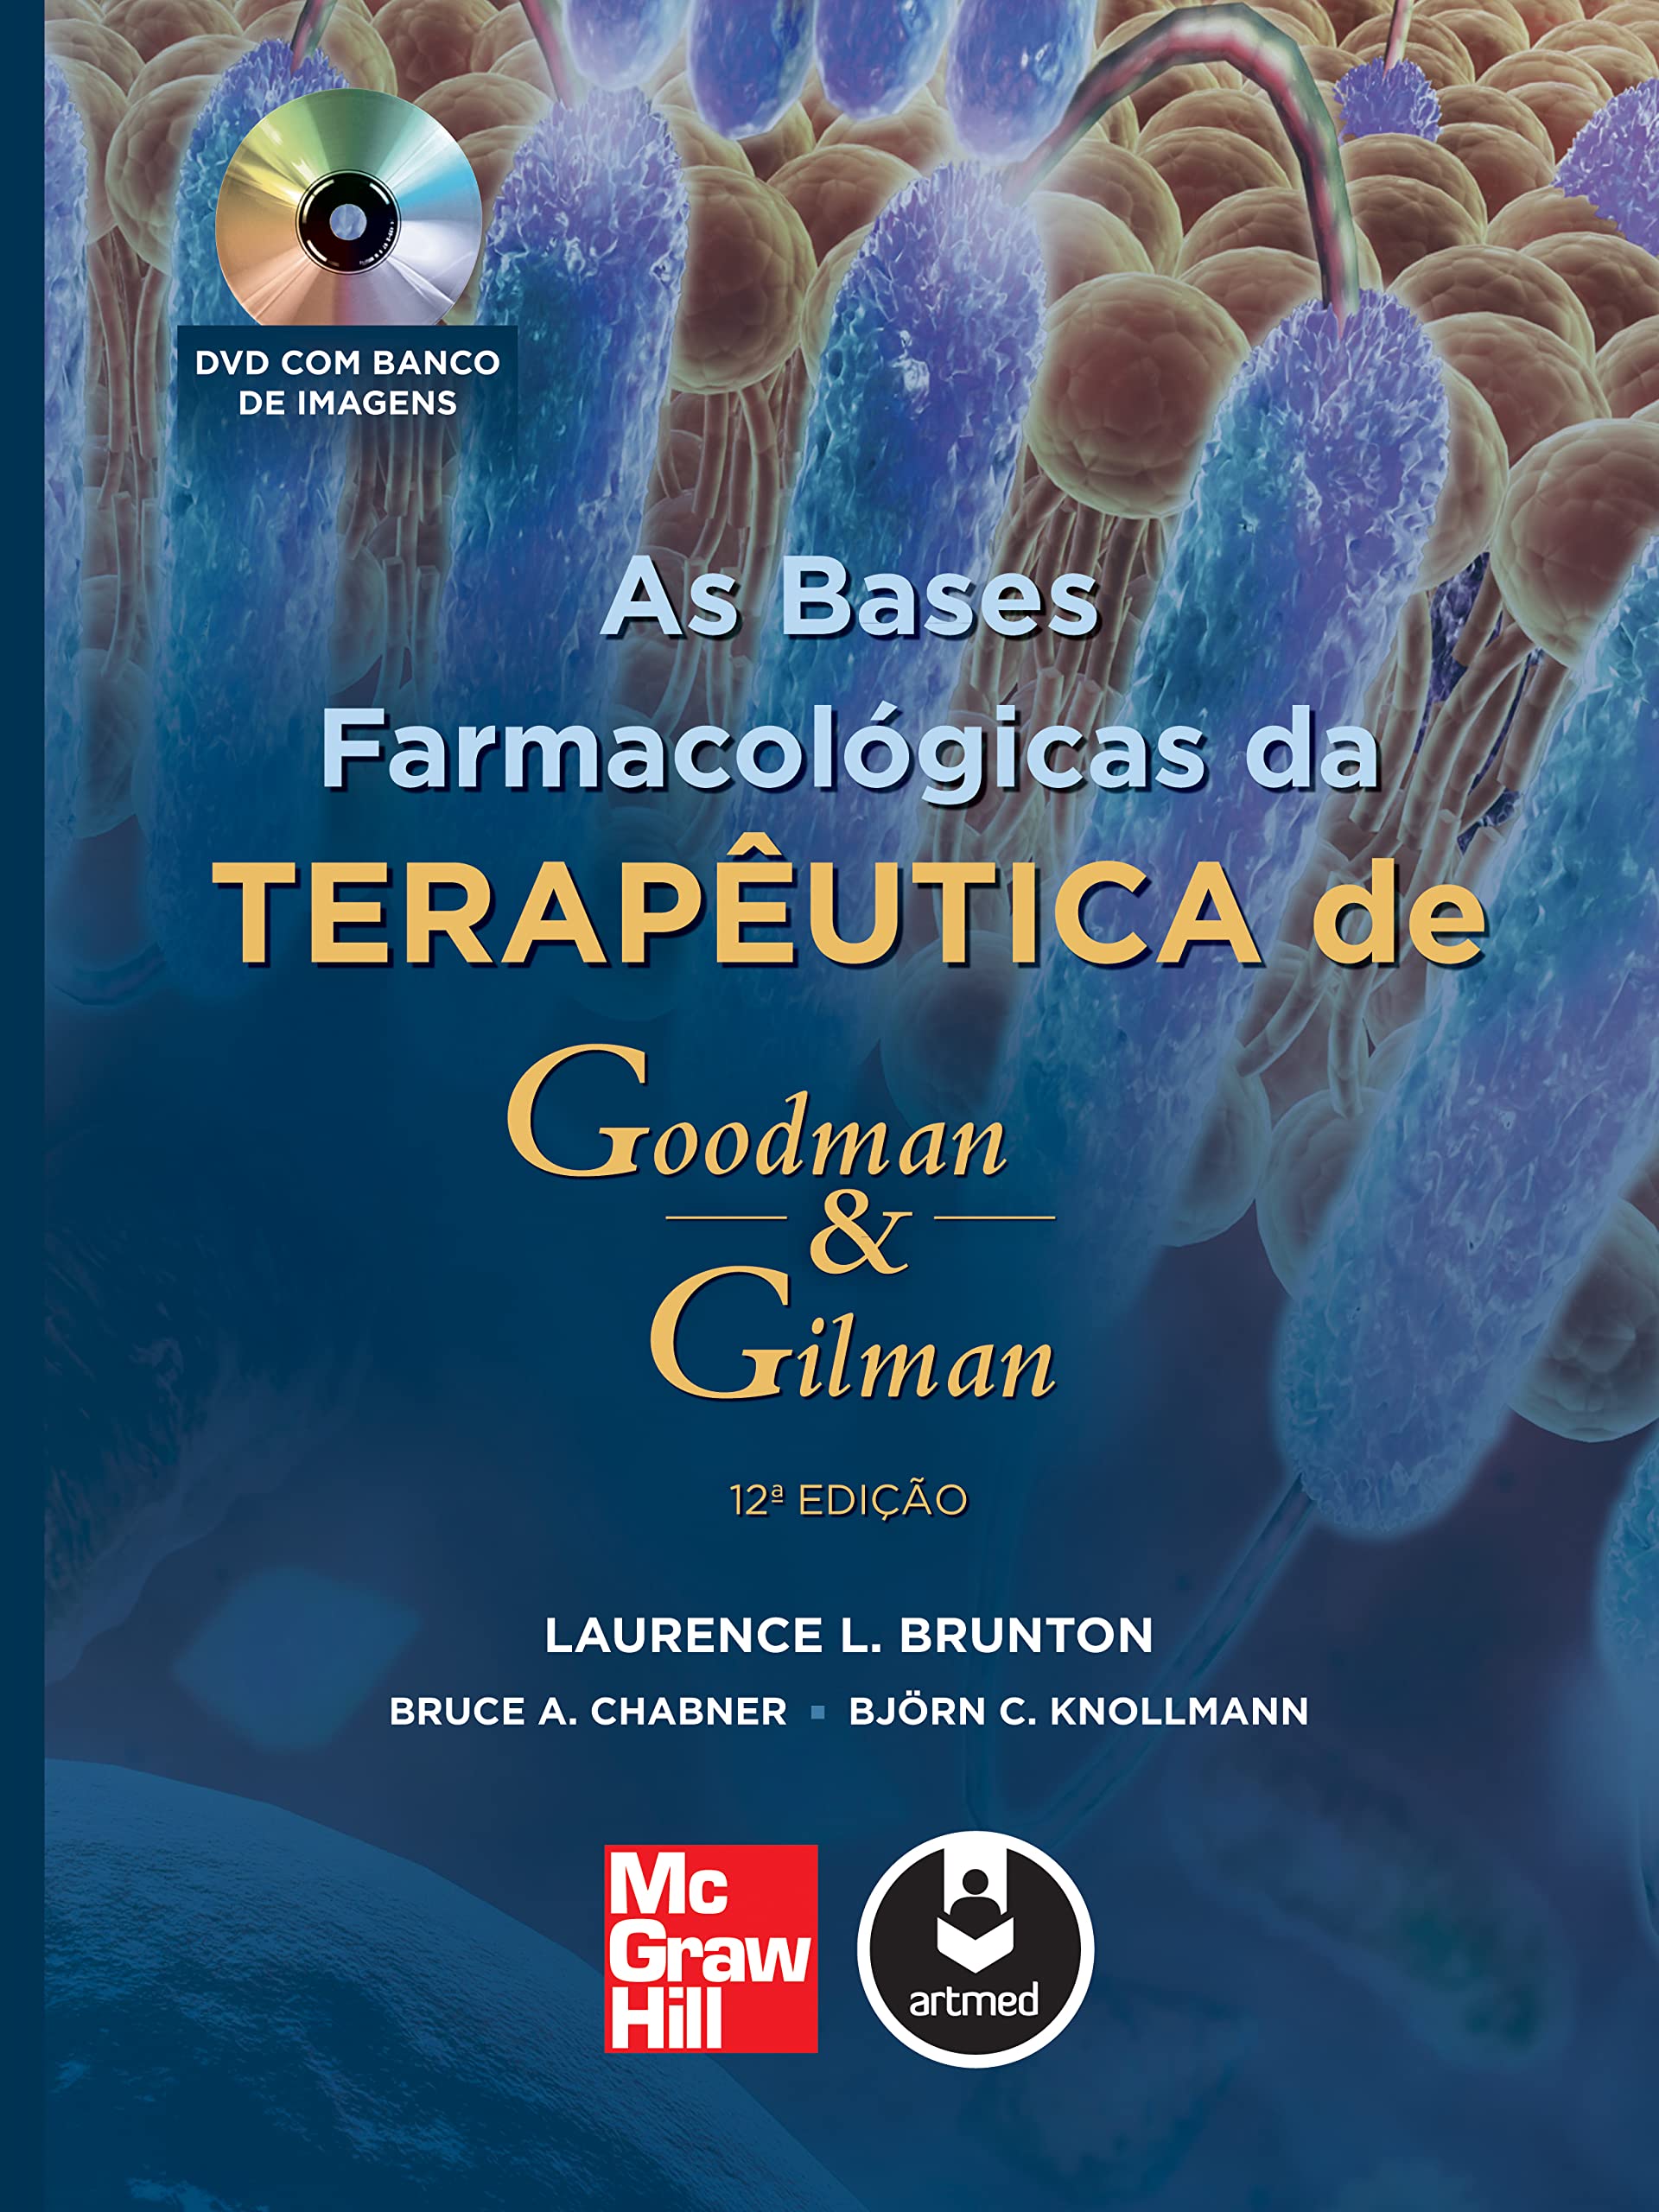 DVD COM BANCO
DE IMAGENS
As Bases
Farmacológicas da
TERAPÊUTICA de
Goodman
&
Gilman
12ª EDIÇÃO
LAURENCE L. BRUNTON
BRUCE A. CHABNER ▪ BJÖRN C. KNOLLMANN
Mc
Graw
Hill
artmed